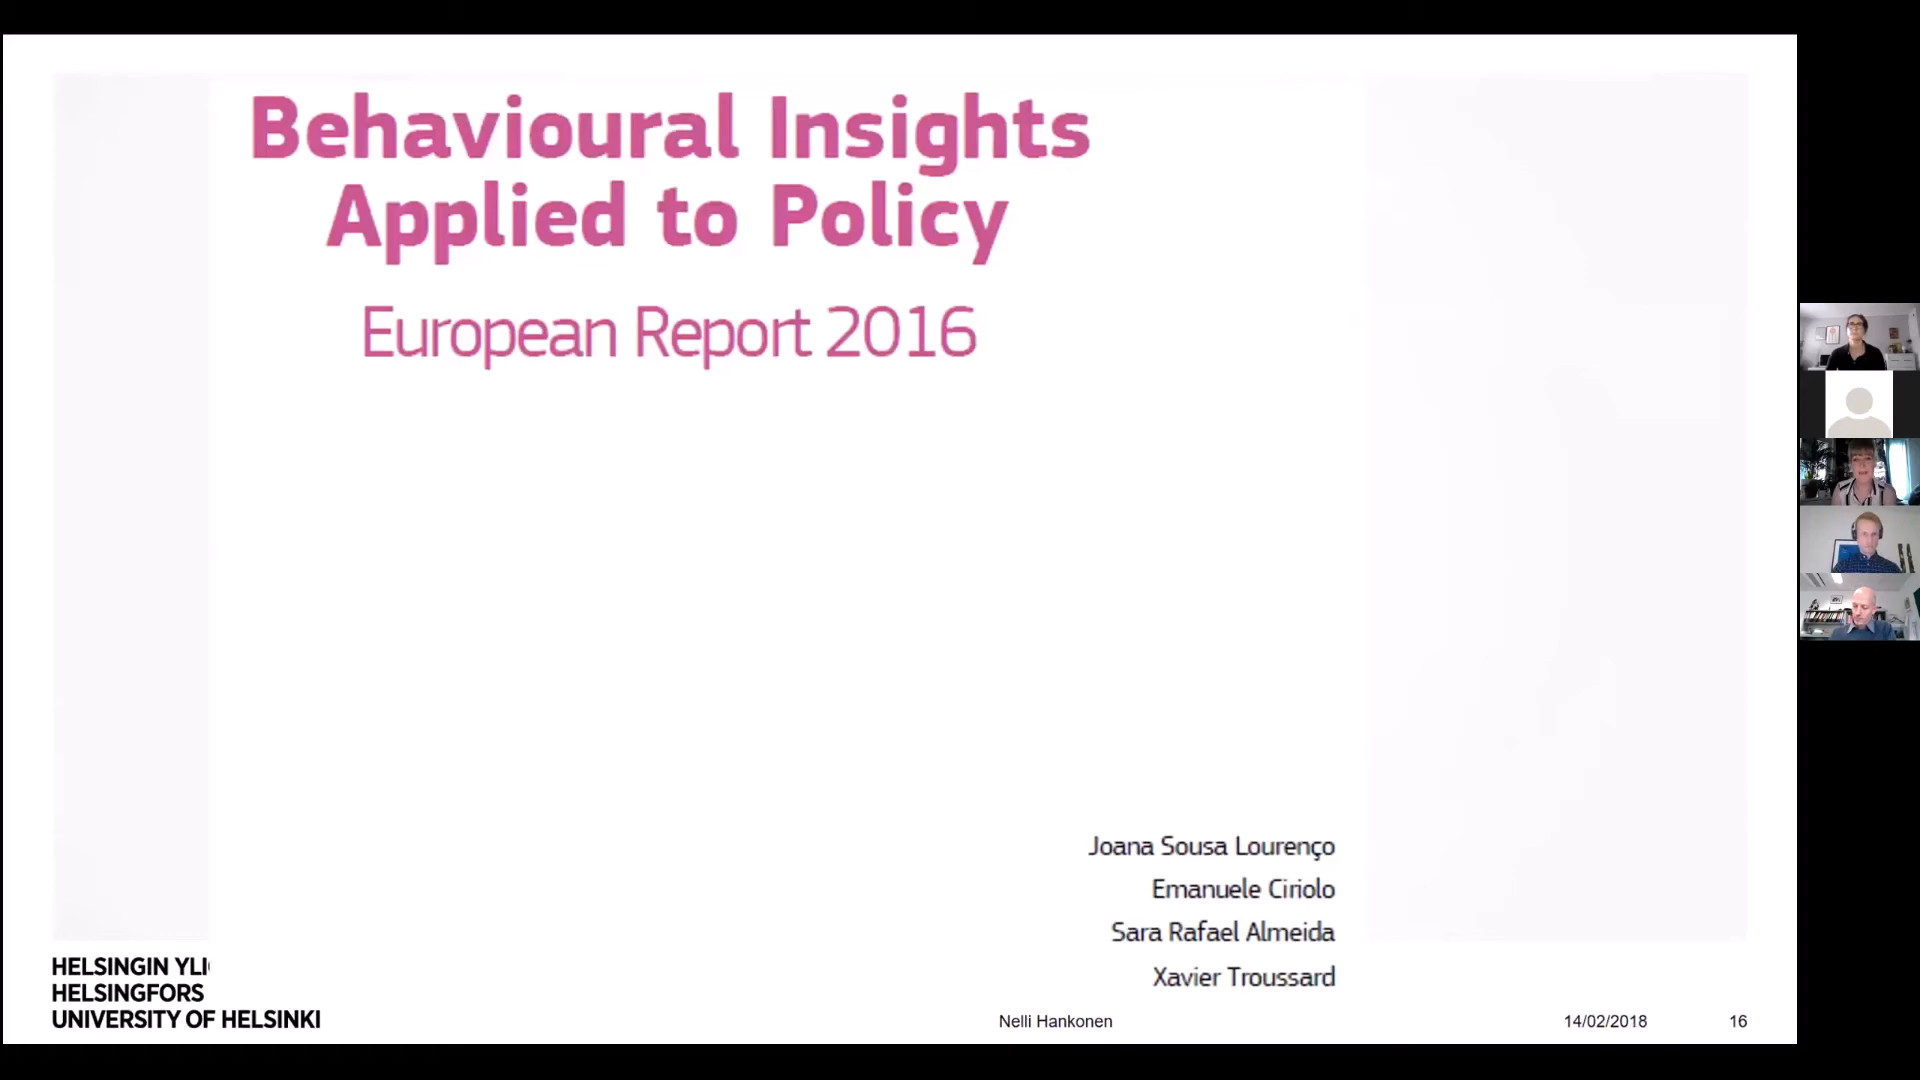 Behavioural Insights
Applied to Policy
European Report 2016
Joana Sousa Lourenço
Emanuele Ciriolo
Sara Rafael Almeida
Xavier Troussard
HELSINGIN YLI
HELSINGFORS
UNIVERSITY OF HELSINKI
Nelli Hankonen
14/02/2018
16